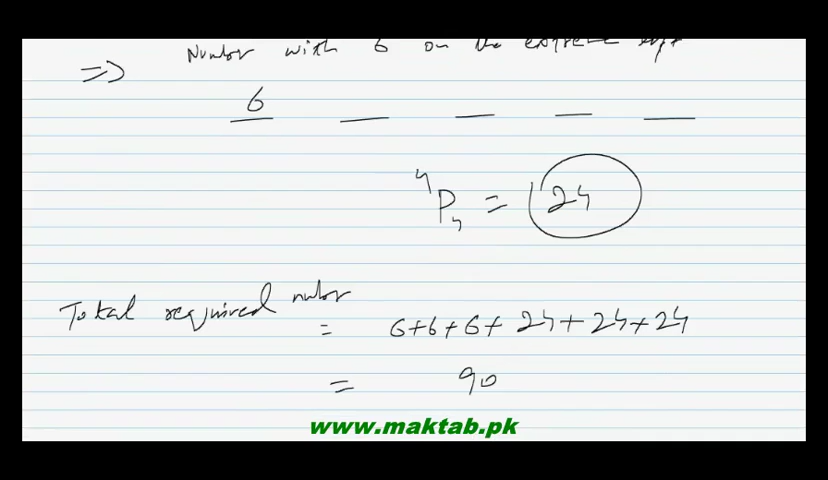 => Number with 6 on the extreme left
6
⁴P₄ = 24
Total required number
= 6+6+6+ 24+ 24+ 24
= 90
www.maktab.pk